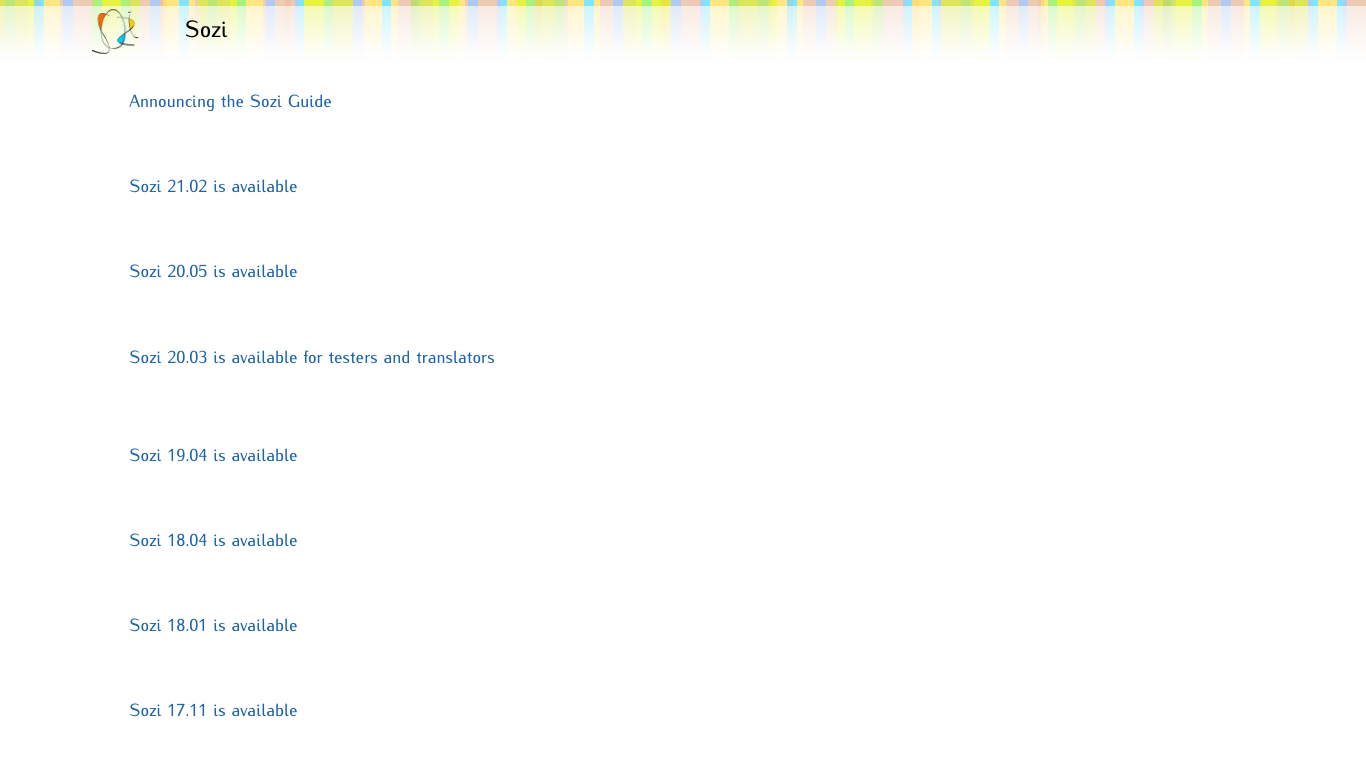 Sozi
Announcing the Sozi Guide
Sozi 21.02 is available
Sozi 20.05 is available
Sozi 20.03 is available for testers and translators
Sozi 19.04 is available
Sozi 18.04 is available
Sozi 18.01 is available
Sozi 17.11 is available